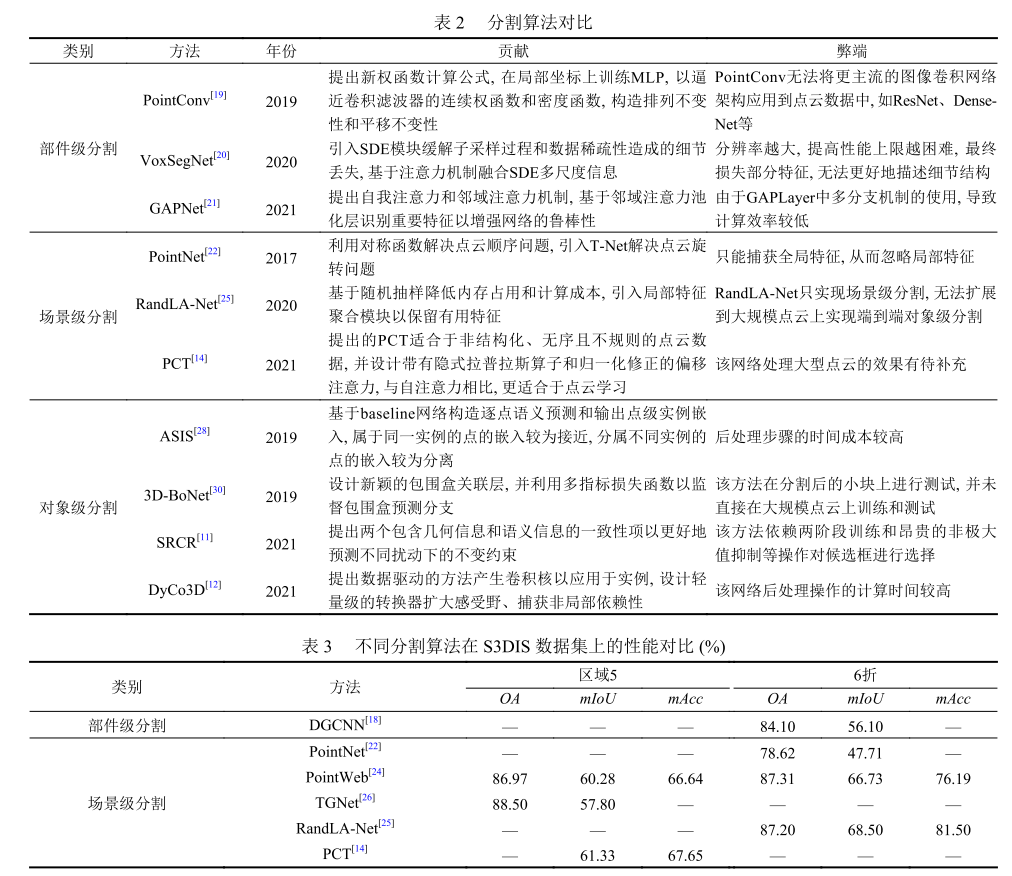 表 2 分割算法对比
类别 方法 年份 贡献 弊端
部件级分割
PointConv[19] 2019
提出新权函数计算公式, 在局部坐标上训练MLP, 以逼
近卷积滤波器的连续权函数和密度函数, 构造排列不变
性和平移不变性
PointConv无法将更主流的图像卷积网络
架构应用到点云数据中, 如ResNet、Dense-
Net等
VoxSegNet[20] 2020
引入SDE模块缓解子采样过程和数据稀疏性造成的细节
丢失, 基于注意力机制融合SDE多尺度信息
分辨率越大, 提高性能上限越困难, 最终
损失部分特征, 无法更好地描述细节结构
GAPNet[21] 2021
提出自我注意力和邻域注意力机制, 基于邻域注意力池
化层识别重要特征以增强网络的鲁棒性
由于GAPLayer中多分支机制的使用, 导致
计算效率较低
场景级分割
PointNet[22] 2017
利用对称函数解决点云顺序问题, 引入T-Net解决点云旋
转问题
只能捕获全局特征, 从而忽略局部特征
RandLA-Net[25] 2020
基于随机抽样降低内存占用和计算成本, 引入局部特征
聚合模块以保留有用特征
RandLA-Net只实现场景级分割, 无法扩展
到大规模点云上实现端到端对象级分割
PCT[14] 2021
提出的PCT适合于非结构化、无序且不规则的点云数
据, 并设计带有隐式拉普拉斯算子和归一化修正的偏移
注意力, 与自注意力相比, 更适合于点云学习
该网络处理大型点云的效果有待补充
对象级分割
ASIS[28] 2019
基于baseline网络构造逐点语义预测和输出点级实例嵌
入, 属于同一实例的点的嵌入较为接近, 分属不同实例的
点的嵌入较为分离
后处理步骤的时间成本较高
3D-BoNet[30] 2019
设计新颖的包围盒关联层, 并利用多指标损失函数以监
督包围盒预测分支
该方法在分割后的小块上进行测试, 并未
直接在大规模点云上训练和测试
SRCR[11] 2021
提出两个包含几何信息和语义信息的一致性项以更好地
预测不同扰动下的不变约束
该方法依赖两阶段训练和昂贵的非极大
值抑制等操作对候选框进行选择
DyCo3D[12] 2021
提出数据驱动的方法产生卷积核以应用于实例, 设计轻
量级的转换器扩大感受野、捕获非局部依赖性
该网络后处理操作的计算时间较高
表 3 不同分割算法在 S3DIS 数据集上的性能对比 (%)
类别 方法 区域5 6折
OA mIoU mAcc OA mIoU mAcc
部件级分割 DGCNN[18] — — — 84.10 56.10 —
场景级分割
PointNet[22] — — — 78.62 47.71 —
PointWeb[24] 86.97 60.28 66.64 87.31 66.73 76.19
TGNet[26] 88.50 57.80 — — — —
RandLA-Net[25] — — — 87.20 68.50 81.50
PCT[14] — 61.33 67.65 — — —